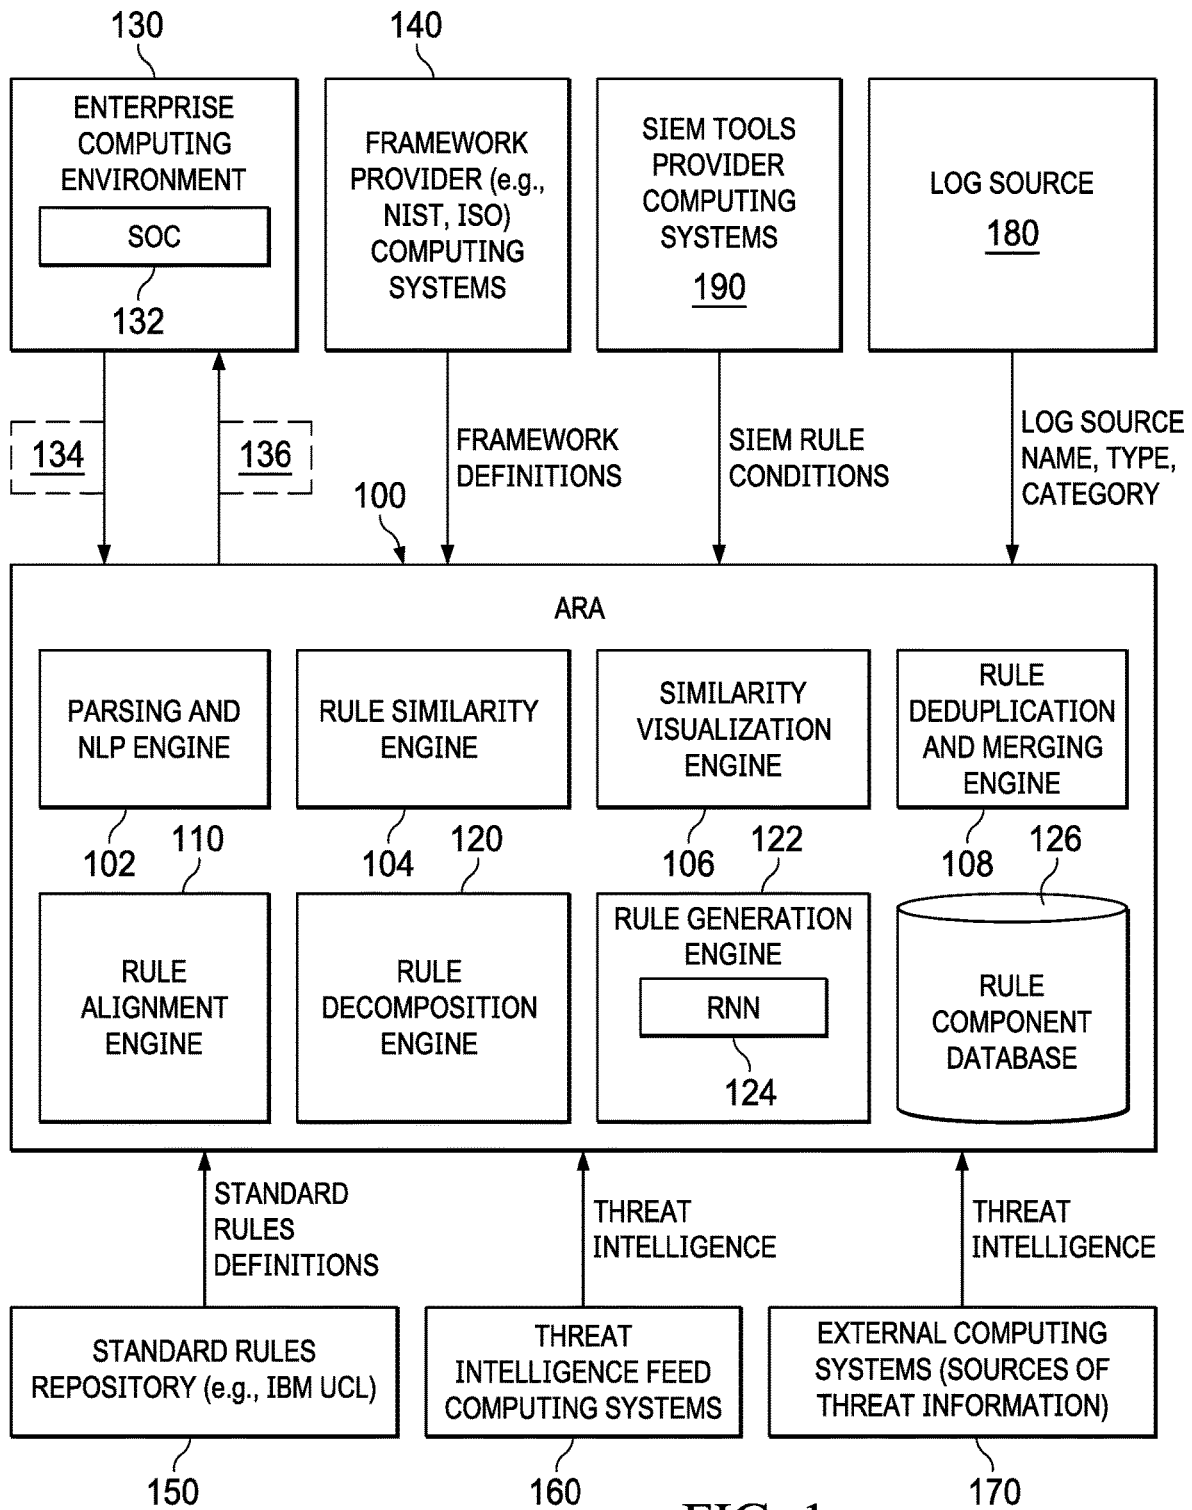 130
140
ENTERPRISE
COMPUTING
ENVIRONMENT
SOC
132
FRAMEWORK
PROVIDER (e.g.,
NIST, ISO)
COMPUTING
SYSTEMS
SIEM TOOLS
PROVIDER
COMPUTING
SYSTEMS
190
LOG SOURCE
180
134
136
FRAMEWORK
DEFINITIONS
SIEM RULE
CONDITIONS
LOG SOURCE
NAME, TYPE,
CATEGORY
100
ARA
PARSING AND
NLP ENGINE
RULE SIMILARITY
ENGINE
SIMILARITY
VISUALIZATION
ENGINE
RULE
DEDUPLICATION
AND MERGING
ENGINE
102
110
104
120
106
122
108
126
RULE
ALIGNMENT
ENGINE
RULE
DECOMPOSITION
ENGINE
RULE GENERATION
ENGINE
RNN
124
RULE
COMPONENT
DATABASE
STANDARD
RULES
DEFINITIONS
THREAT
INTELLIGENCE
THREAT
INTELLIGENCE
STANDARD RULES
REPOSITORY (e.g., IBM UCL)
THREAT
INTELLIGENCE FEED
COMPUTING SYSTEMS
EXTERNAL COMPUTING
SYSTEMS (SOURCES OF
THREAT INFORMATION)
150
160
170
FIG. 1